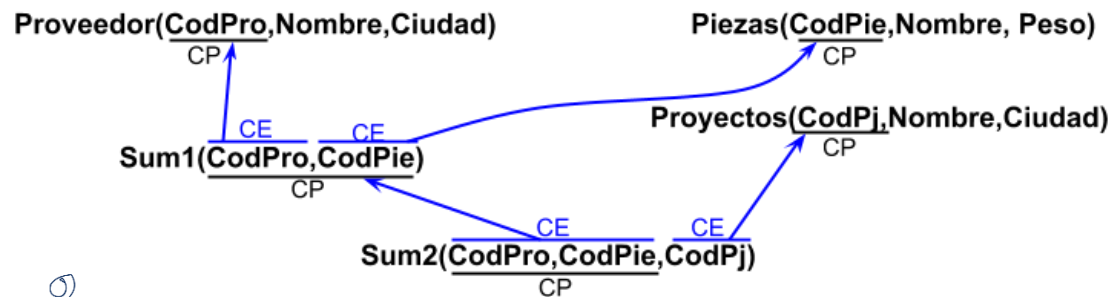 Proveedor(CodPro,Nombre,Ciudad)
CP
Piezas(CodPie,Nombre, Peso)
CP
Proyectos(CodPj,Nombre,Ciudad)
CP
CE CE
Sum1(CodPro,CodPie)
CP
CE CE
Sum2(CodPro,CodPie,CodPj)
CP